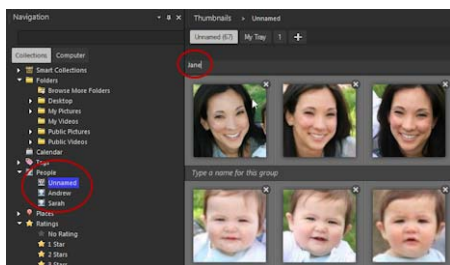 Navigation
Thumbnails > Unnamed
Unnamed (67) My Tray 1
Collections Computer
Jane
Smart Collections
Folders
Browse More Folders
Desktop
My Pictures
My Videos
Public Pictures
Public Videos
Calendar
Tags
People
Type a name for this group
Unnamed
Andrew
Sarah
Places
Ratings
No Rating
1 Star
2 Stars
3 Stars